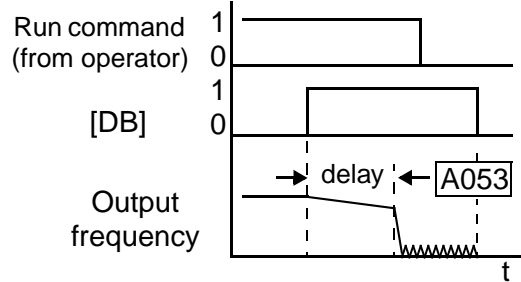 Run command
(from operator)
1
0
[DB]
1
0
delay
A053
Output
frequency
t